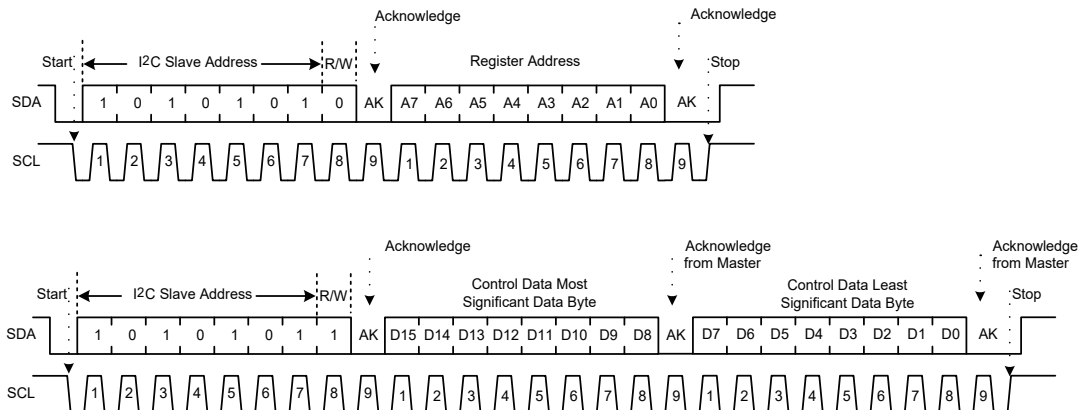 Acknowledge Acknowledge
Start I2C Slave Address R/W Register Address Stop
SDA 1 0 1 0 1 0 1 0 AK A7 A6 A5 A4 A3 A2 A1 A0 AK
SCL 1 2 3 4 5 6 7 8 9 1 2 3 4 5 6 7 8 9
Acknowledge Acknowledge from Master Acknowledge from Master
Start I2C Slave Address R/W Control Data Most Significant Data Byte Control Data Least Significant Data Byte Stop
SDA 1 0 1 0 1 0 1 1 AK D15 D14 D13 D12 D11 D10 D9 D8 AK D7 D6 D5 D4 D3 D2 D1 D0 AK
SCL 1 2 3 4 5 6 7 8 9 1 2 3 4 5 6 7 8 9 1 2 3 4 5 6 7 8 9